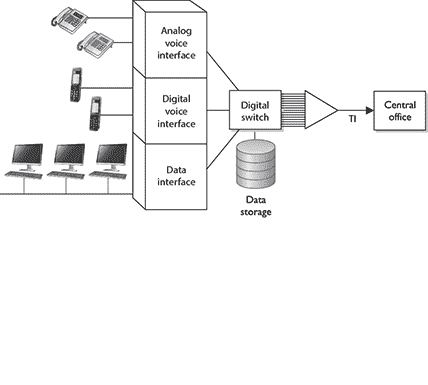 Analog
voice
interface
Digital
voice
interface
Data
interface
Digital
switch
Data
storage
TI
Central
office